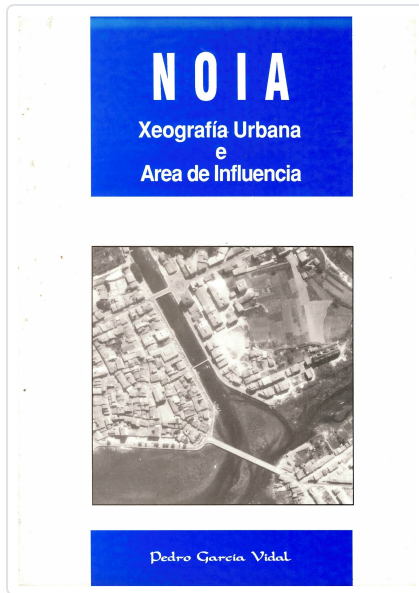 NOIA
Xeografía Urbana
e
Area de Influencia
Pedro García Vidal